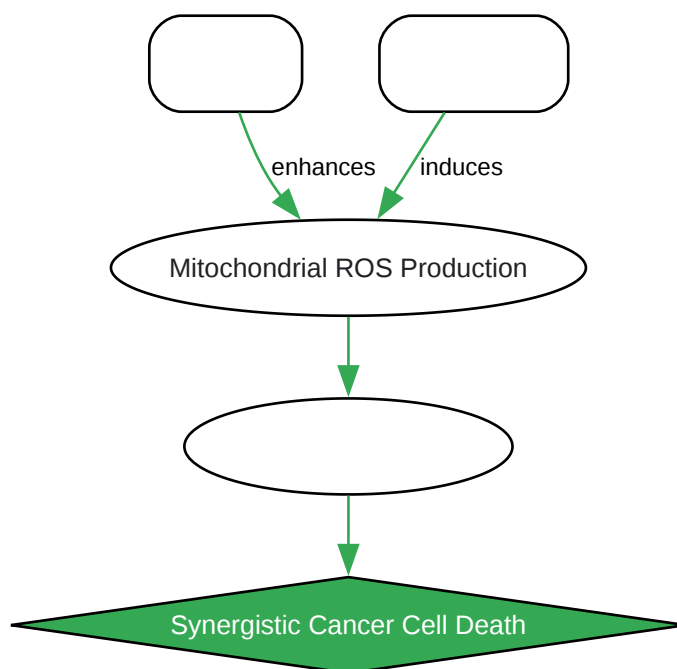 enhances
induces
Mitochondrial ROS Production
Synergistic Cancer Cell Death